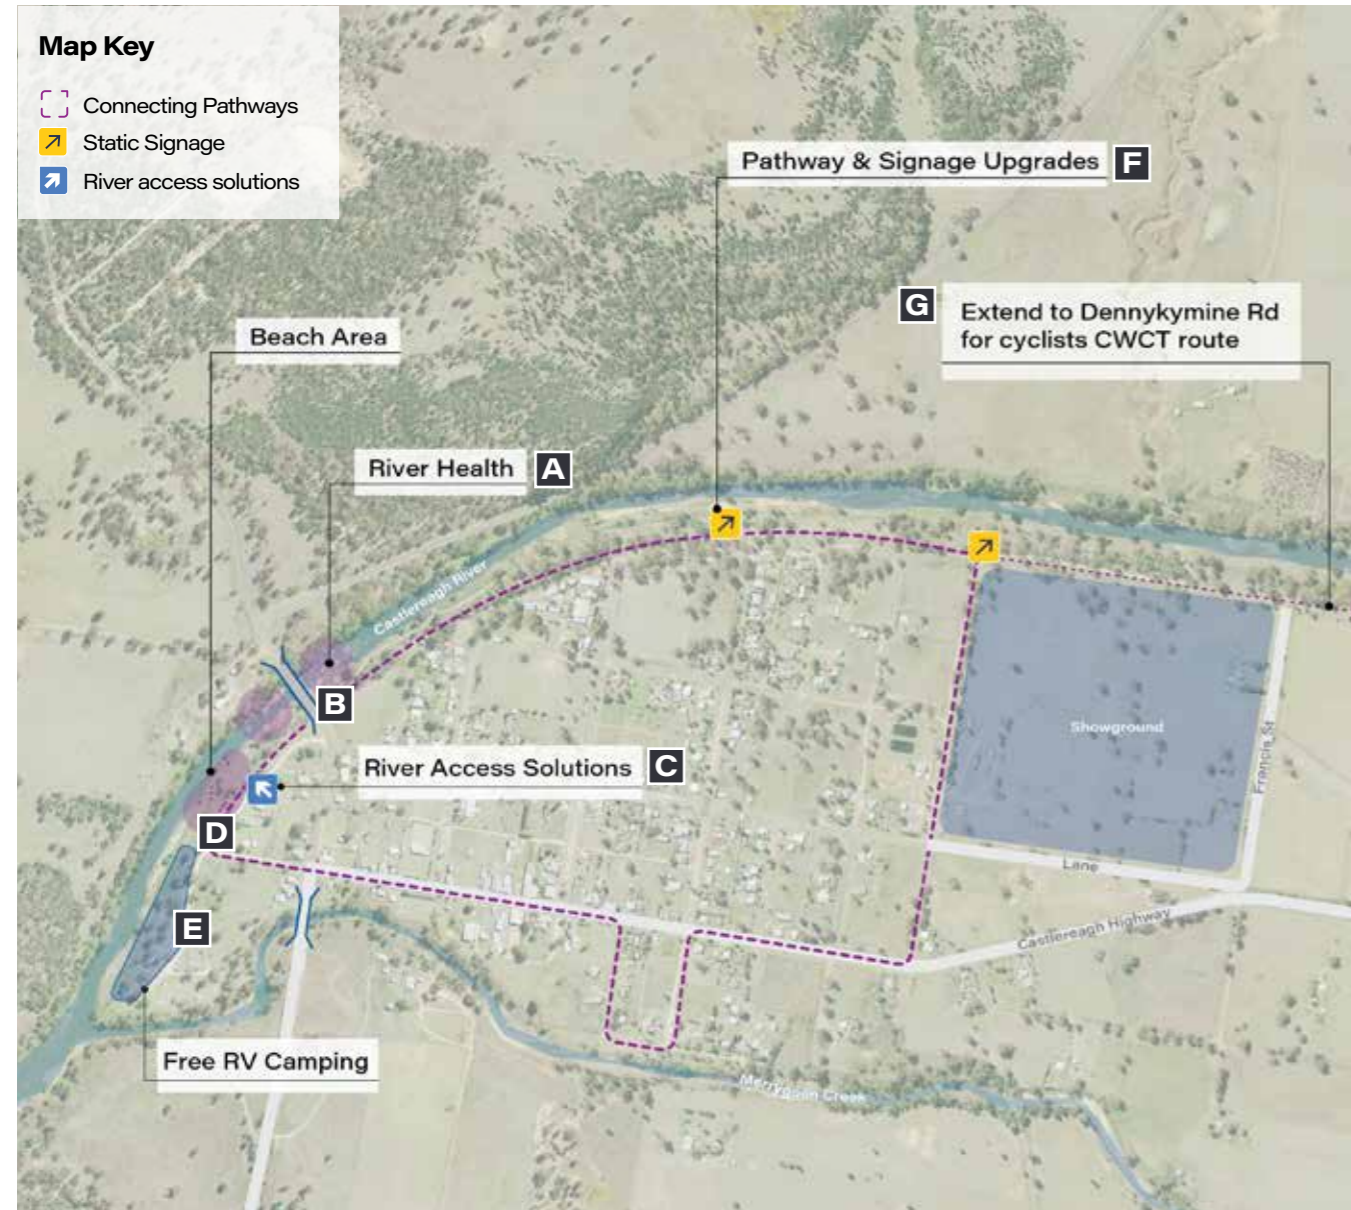 Map Key
Connecting Pathways
Static Signage
River access solutions
Pathway & Signage Upgrades F
G
Extend to Dennykymine Rd
for cyclists CWCT route
Beach Area
River Health A
Castlereagh River
B
River Access Solutions C
Showground
Francis St
D
Lane
E
Castlereagh Highway
Free RV Camping
Merrygoen Creek